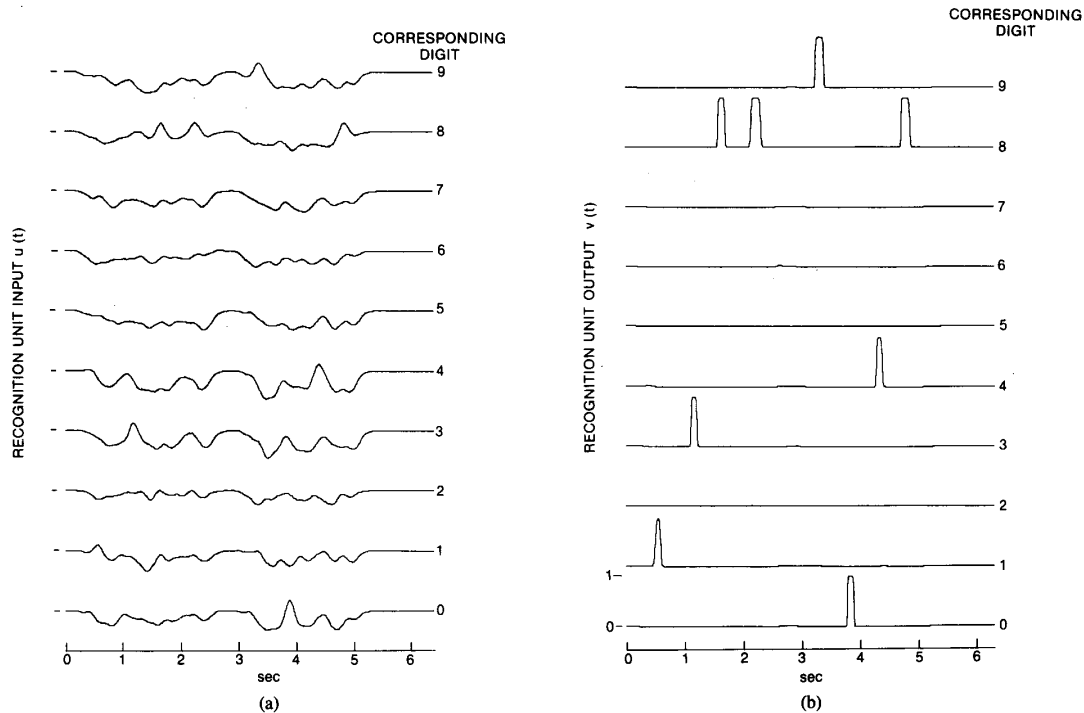 CORRESPONDING
DIGIT
9
8
7
6
5
4
3
2
1
0
RECOGNITION UNIT INPUT u (t)
0 1 2 3 4 5 6
sec
(a)
CORRESPONDING
DIGIT
9
8
7
6
5
4
3
2
1
0
RECOGNITION UNIT OUTPUT v (t)
1
0
0 1 2 3 4 5 6
sec
(b)